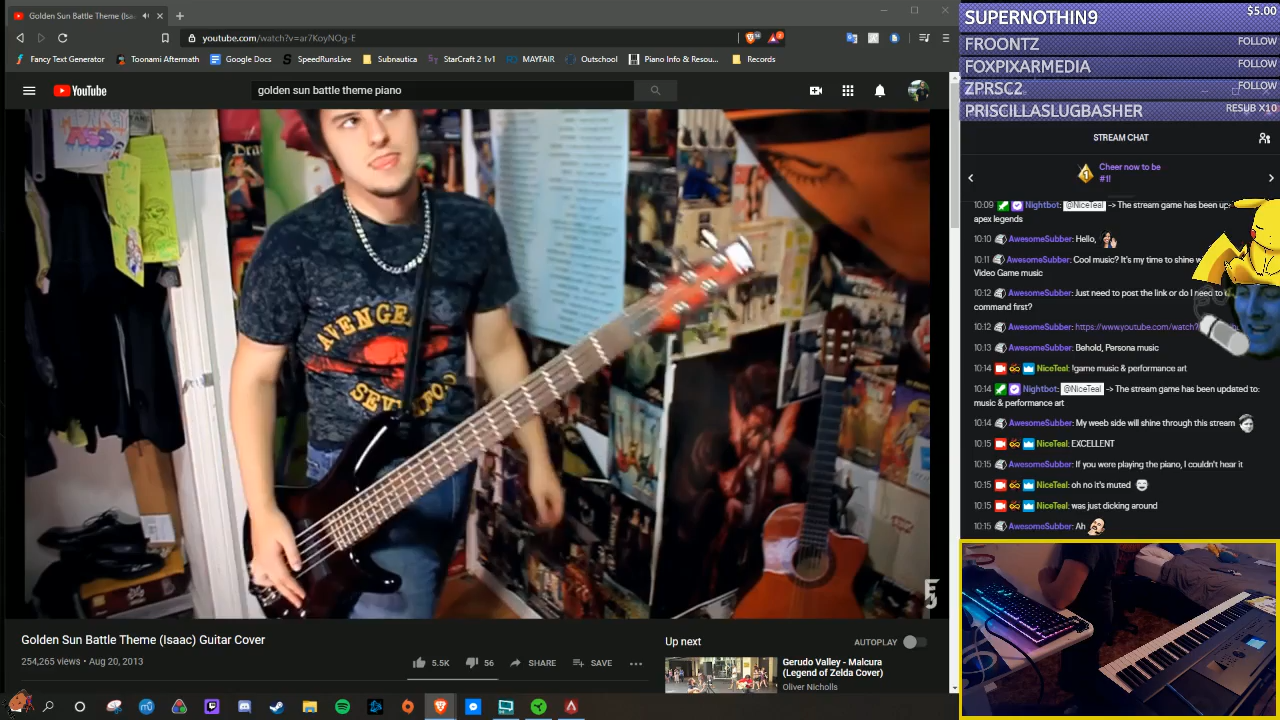 Golden Sun Battle Theme (Isaa
youtube.com/watch?v=ar7KoyNOg-E
Fancy Text Generator
Toonami Aftermath
Google Docs
SpeedRunsLive
Subnautica
StarCraft 2 1v1
MAYFAIR
Outschool
Piano Info & Resou...
Records
YouTube
golden sun battle theme piano
AVENGED
SEVENFOLD
Golden Sun Battle Theme (Isaac) Guitar Cover
254,265 views • Aug 20, 2013
5.5K
56
SHARE
SAVE
Up next
AUTOPLAY
Gerudo Valley - Malcura
(Legend of Zelda Cover)
Oliver Nicholls
SUPERNOTHIN9 $5.00
FROONTZ FOLLOW
FOXPIXARMEDIA FOLLOW
ZPRSC2 FOLLOW
PRISCILLASLUGBASHER RESUB X10
STREAM CHAT
Cheer now to be
#1!
10:09 Nightbot: @NiceTeal -> The stream game has been up
apex legends
10:10 AwesomeSubber: Hello,
10:11 AwesomeSubber: Cool music? It's my time to shine w
Video Game music
10:12 AwesomeSubber: Just need to post the link or do I need to
command first?
10:12 AwesomeSubber: https://www.youtube.com/watch?
10:13 AwesomeSubber: Behold, Persona music
10:14 NiceTeal: !game music & performance art
10:14 Nightbot: @NiceTeal -> The stream game has been updated to:
music & performance art
10:14 AwesomeSubber: My weeb side will shine through this stream
10:15 NiceTeal: EXCELLENT
10:15 AwesomeSubber: If you were playing the piano, I couldn't hear it
10:15 NiceTeal: oh no it's muted
10:15 NiceTeal: was just dicking around
10:15 AwesomeSubber: Ah